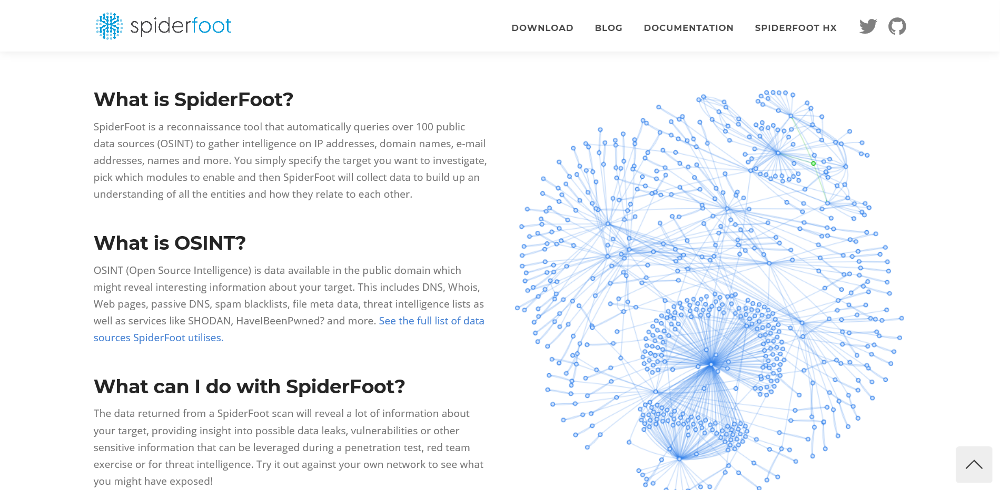 spiderfoot
DOWNLOAD BLOG DOCUMENTATION SPIDERFOOT HX
What is SpiderFoot?
SpiderFoot is a reconnaissance tool that automatically queries over 100 public
data sources (OSINT) to gather intelligence on IP addresses, domain names, e-mail
addresses, names and more. You simply specify the target you want to investigate,
pick which modules to enable and then SpiderFoot will collect data to build up an
understanding of all the entities and how they relate to each other.
What is OSINT?
OSINT (Open Source Intelligence) is data available in the public domain which
might reveal interesting information about your target. This includes DNS, Whois,
Web pages, passive DNS, spam blacklists, file meta data, threat intelligence lists as
well as services like SHODAN, HaveIBeenPwned? and more. See the full list of data
sources SpiderFoot utilises.
What can I do with SpiderFoot?
The data returned from a SpiderFoot scan will reveal a lot of information about
your target, providing insight into possible data leaks, vulnerabilities or other
sensitive information that can be leveraged during a penetration test, red team
exercise or for threat intelligence. Try it out against your own network to see what
you might have exposed!